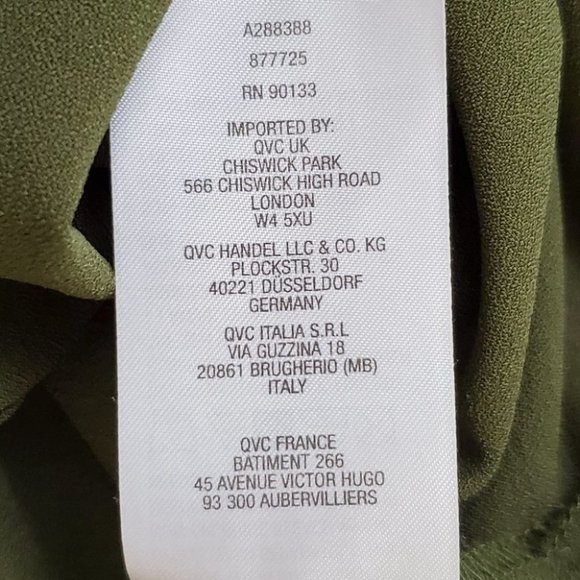 A288388
877725
RN 90133
IMPORTED BY:
QVC UK
CHISWICK PARK
566 CHISWICK HIGH ROAD
LONDON
W4 5XU
QVC HANDEL LLC & CO. KG
PLOCKSTR. 30
40221 DÜSSELDORF
GERMANY
QVC ITALIA S.R.L
VIA GUZZINA 18
20861 BRUGHERIO (MB)
ITALY
QVC FRANCE
BATIMENT 266
45 AVENUE VICTOR HUGO
93 300 AUBERVILLIERS